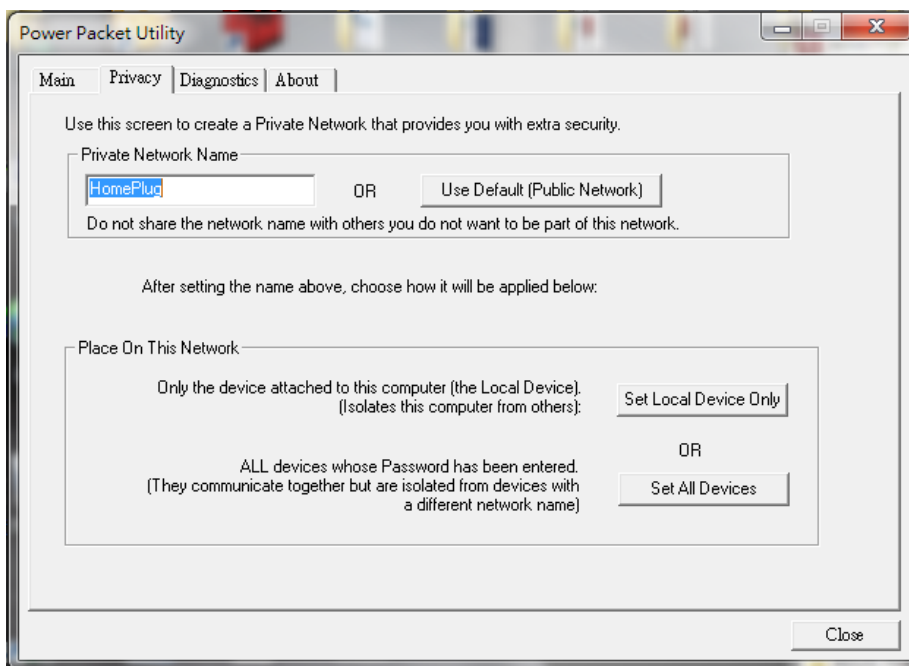 Power Packet Utility
Main Privacy Diagnostics About
Use this screen to create a Private Network that provides you with extra security.
Private Network Name
HomePlug OR Use Default (Public Network)
Do not share the network name with others you do not want to be part of this network.
After setting the name above, choose how it will be applied below:
Place On This Network
Only the device attached to this computer (the Local Device).
(Isolates this computer from others):
Set Local Device Only
OR
ALL devices whose Password has been entered.
(They communicate together but are isolated from devices with
a different network name)
Set All Devices
Close